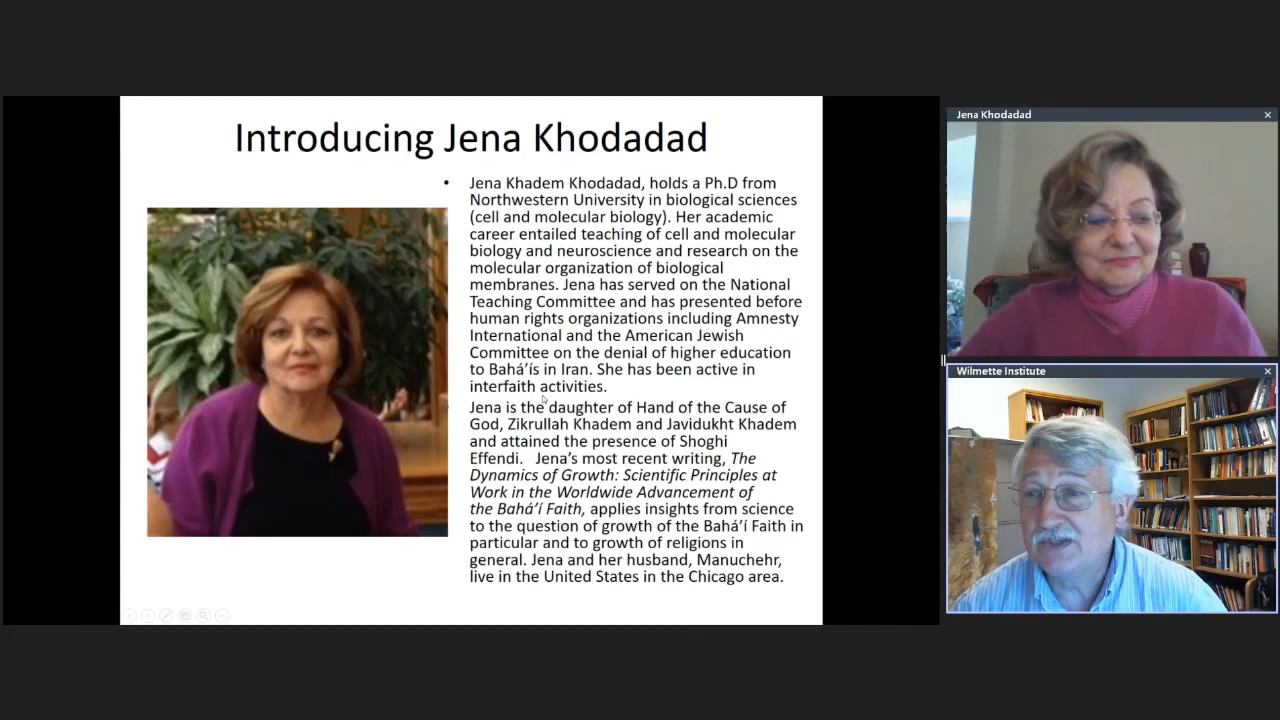 Introducing Jena Khodadad
• Jena Khadem Khodadad, holds a Ph.D from
Northwestern University in biological sciences
(cell and molecular biology). Her academic
career entailed teaching of cell and molecular
biology and neuroscience and research on the
molecular organization of biological
membranes. Jena has served on the National
Teaching Committee and has presented before
human rights organizations including Amnesty
International and the American Jewish
Committee on the denial of higher education
to Bahá’ís in Iran. She has been active in
interfaith activities.
Jena is the daughter of Hand of the Cause of
God, Zikrullah Khadem and Javidukht Khadem
and attained the presence of Shoghi
Effendi. Jena’s most recent writing, The
Dynamics of Growth: Scientific Principles at
Work in the Worldwide Advancement of
the Bahá’í Faith, applies insights from science
to the question of growth of the Bahá’í Faith in
particular and to growth of religions in
general. Jena and her husband, Manuchehr,
live in the United States in the Chicago area.
Jena Khodadad
Wilmette Institute